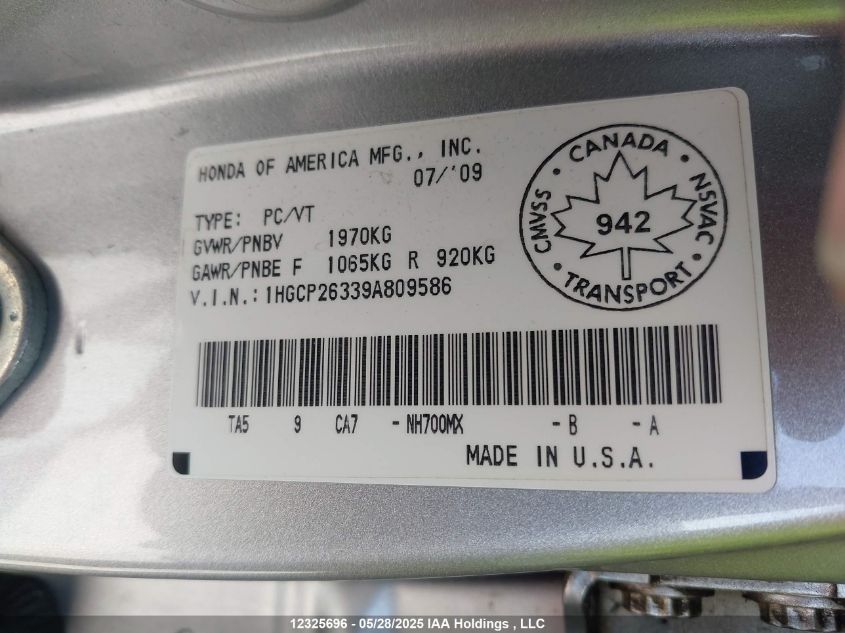 HONDA OF AMERICA MFG., INC.
07/'09
TYPE: PC/VT
GVWR/PNBV 1970KG
GAWR/PNBE F 1065KG R 920KG
V.I.N.: 1HGCP26339A809586
CANADA
CMVSS
942
NSVAC
TRANSPORT
TA5 9 CA7 -NH700MX -B -A
MADE IN U.S.A.
12325696 - 05/28/2025 IAA Holdings , LLC